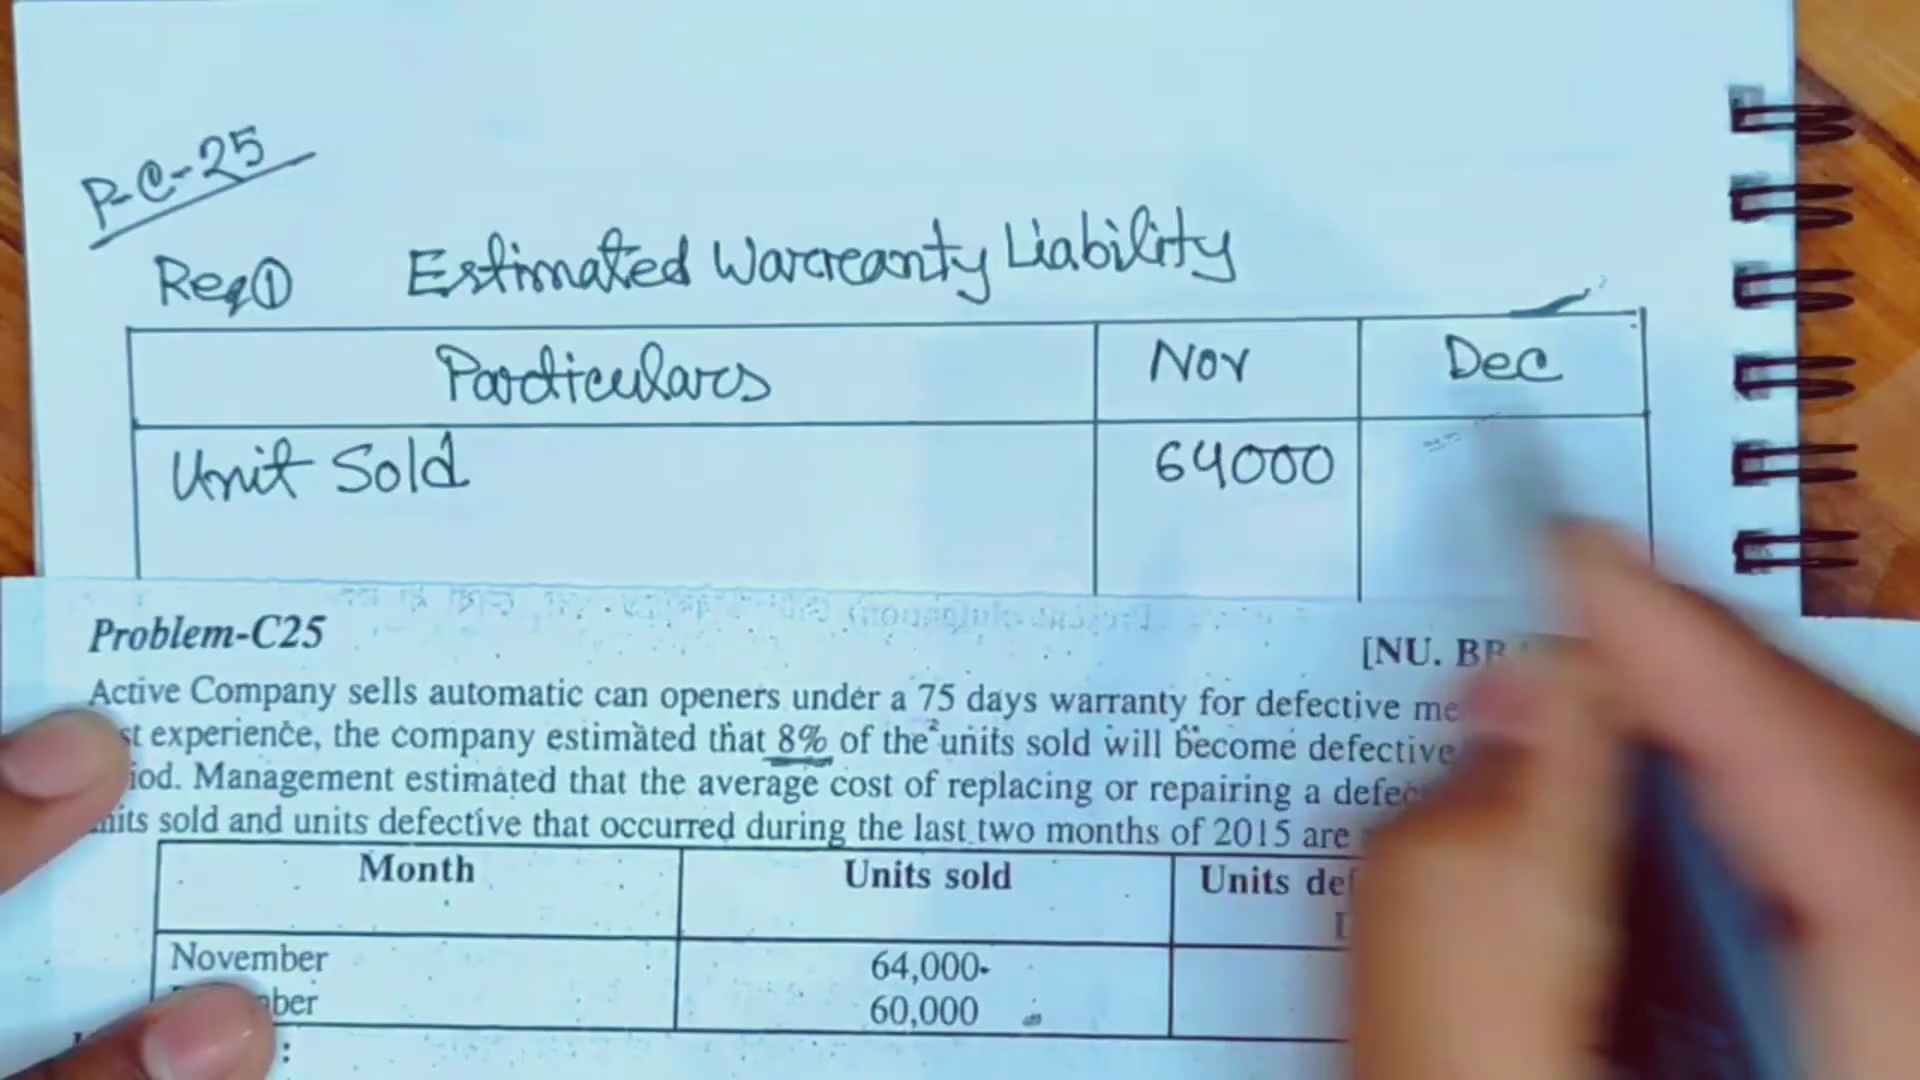 P-C-25
Req① Estimated Warreanty Liability
Particulars Nov Dec
Unit Sold 64000
Problem-C25 [NU. BB
Active Company sells automatic can openers under a 75 days warranty for defective me
st experience, the company estimated that 8% of the units sold will become defective
iod. Management estimated that the average cost of replacing or repairing a defec
nits sold and units defective that occurred during the last two months of 2015 are
Month Units sold Units def
November 64,000
ber 60,000
: